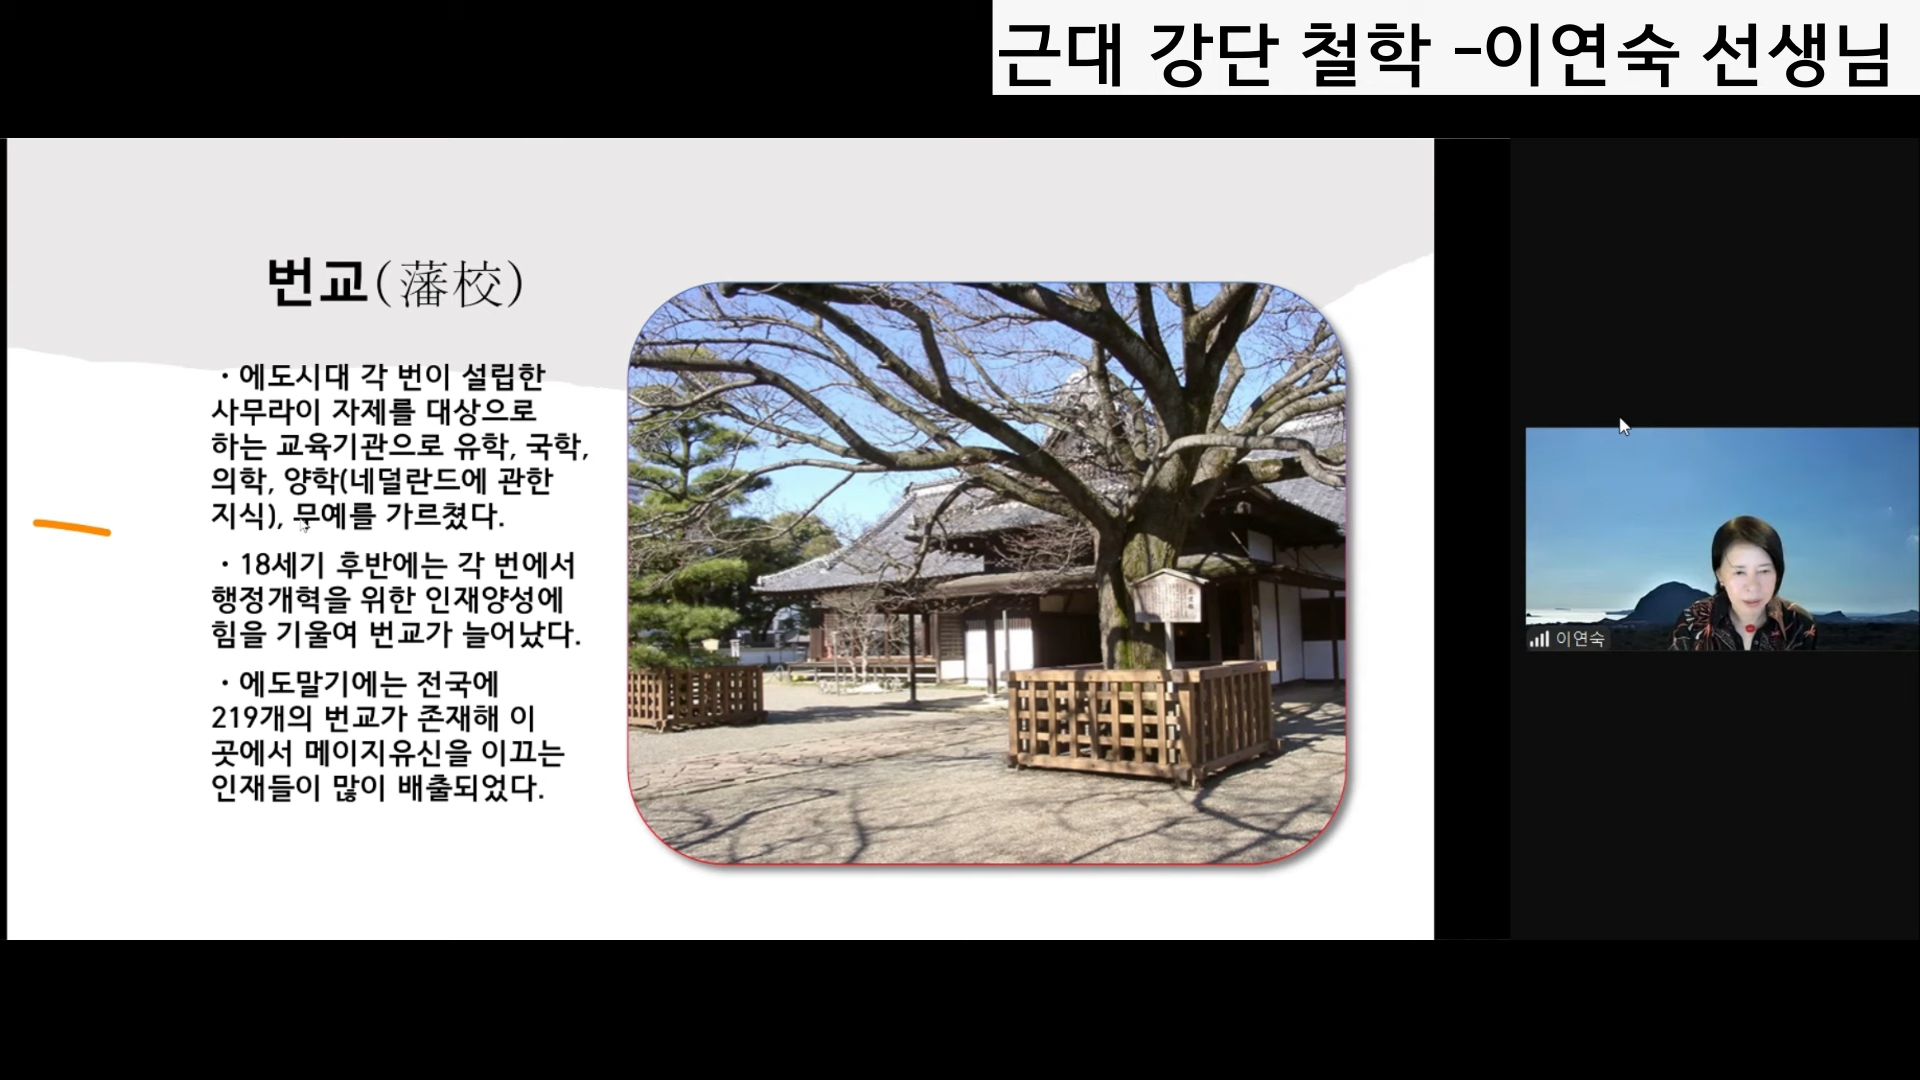 근대 강단 철학 -이연숙 선생님
번교(藩校)
・에도시대 각 번이 설립한
사무라이 자제를 대상으로
하는 교육기관으로 유학, 국학,
의학, 양학(네덜란드에 관한
지식), 무예를 가르쳤다.
・18세기 후반에는 각 번에서
행정개혁을 위한 인재양성에
힘을 기울여 번교가 늘어났다.
・에도말기에는 전국에
219개의 번교가 존재해 이
곳에서 메이지유신을 이끄는
인재들이 많이 배출되었다.
이연숙